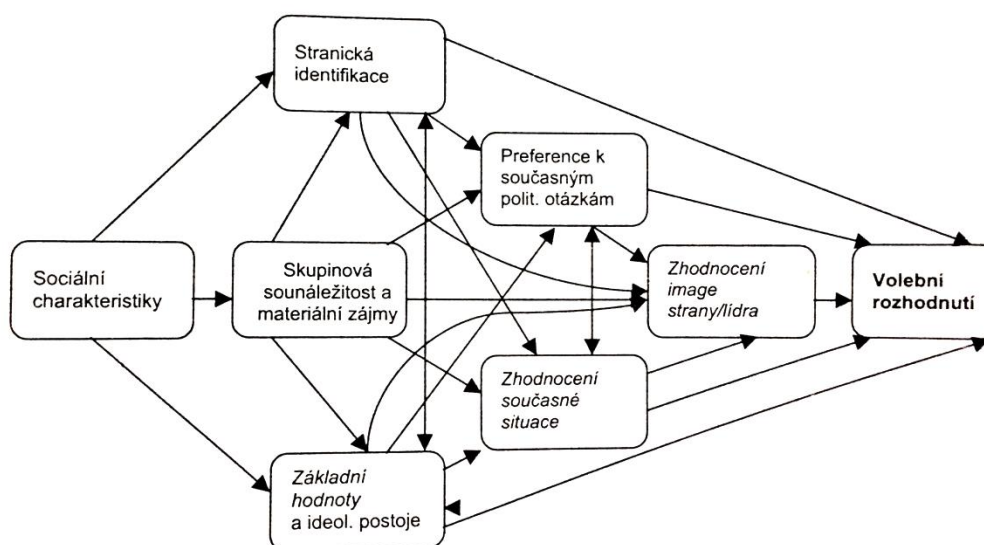 Stranická
identifikace
Preference k
současným
polit. otázkám
Sociální
charakteristiky
Skupinová
sounáležitost a
materiální zájmy
Zhodnocení
image
strany/lídra
Volební
rozhodnutí
Zhodnocení
současné
situace
Základní
hodnoty
a ideol. postoje